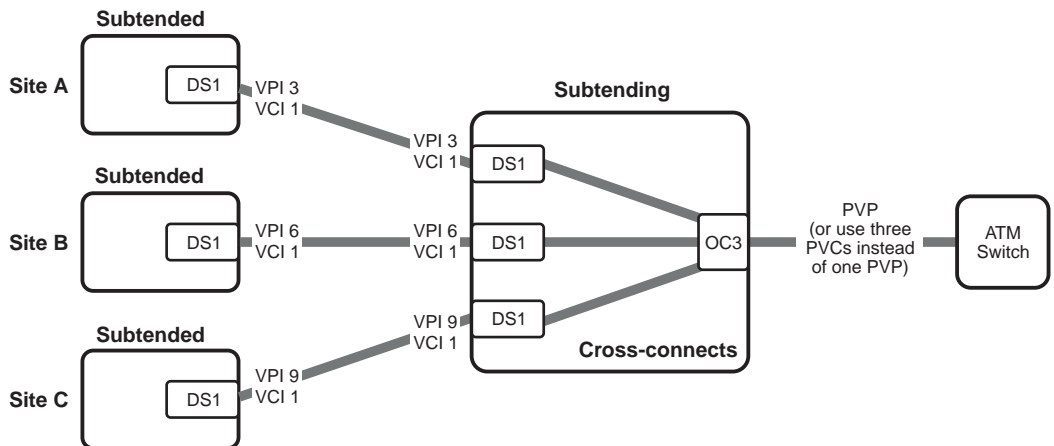 Subtended
Site A
DS1
VPI 3
VCI 1
Subtending
VPI 3
VCI 1
DS1
Subtended
Site B
DS1
VPI 6
VCI 1
VPI 6
VCI 1
DS1
OC3
PVP
(or use three
PVCs instead
of one PVP)
ATM
Switch
VPI 9
VCI 1
DS1
Cross-connects
Subtended
Site C
DS1
VPI 9
VCI 1